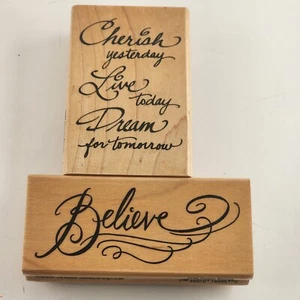 Cherish
yesterday
Live
today
Dream
for tomorrow
Believe